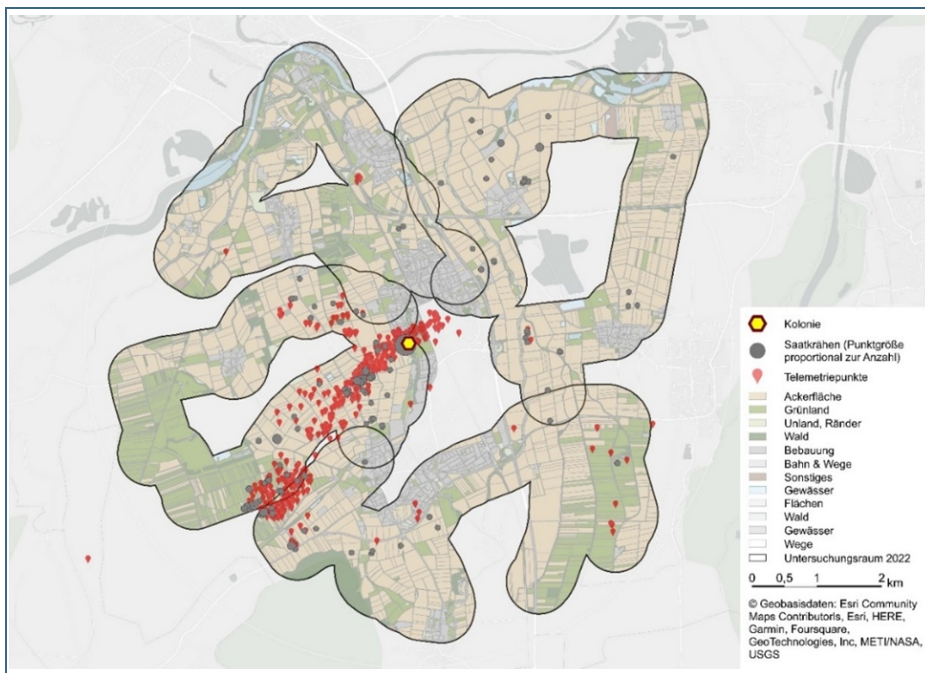 Kolonie
Saatkrähen (Punktgröße
proportional zur Anzahl)
Telemetriepunkte
Ackerfläche
Grünland
Unland, Ränder
Wald
Bebauung
Bahn & Wege
Sonstiges
Gewässer
Flächen
Wald
Gewässer
Wege
Untersuchungsraum 2022
0 0,5 1 2
km
© Geobasisdaten: Esri Community
Maps Contributoris, Esri, HERE,
Garmin, Foursquare,
GeoTechnologies, Inc, METI/NASA,
USGS